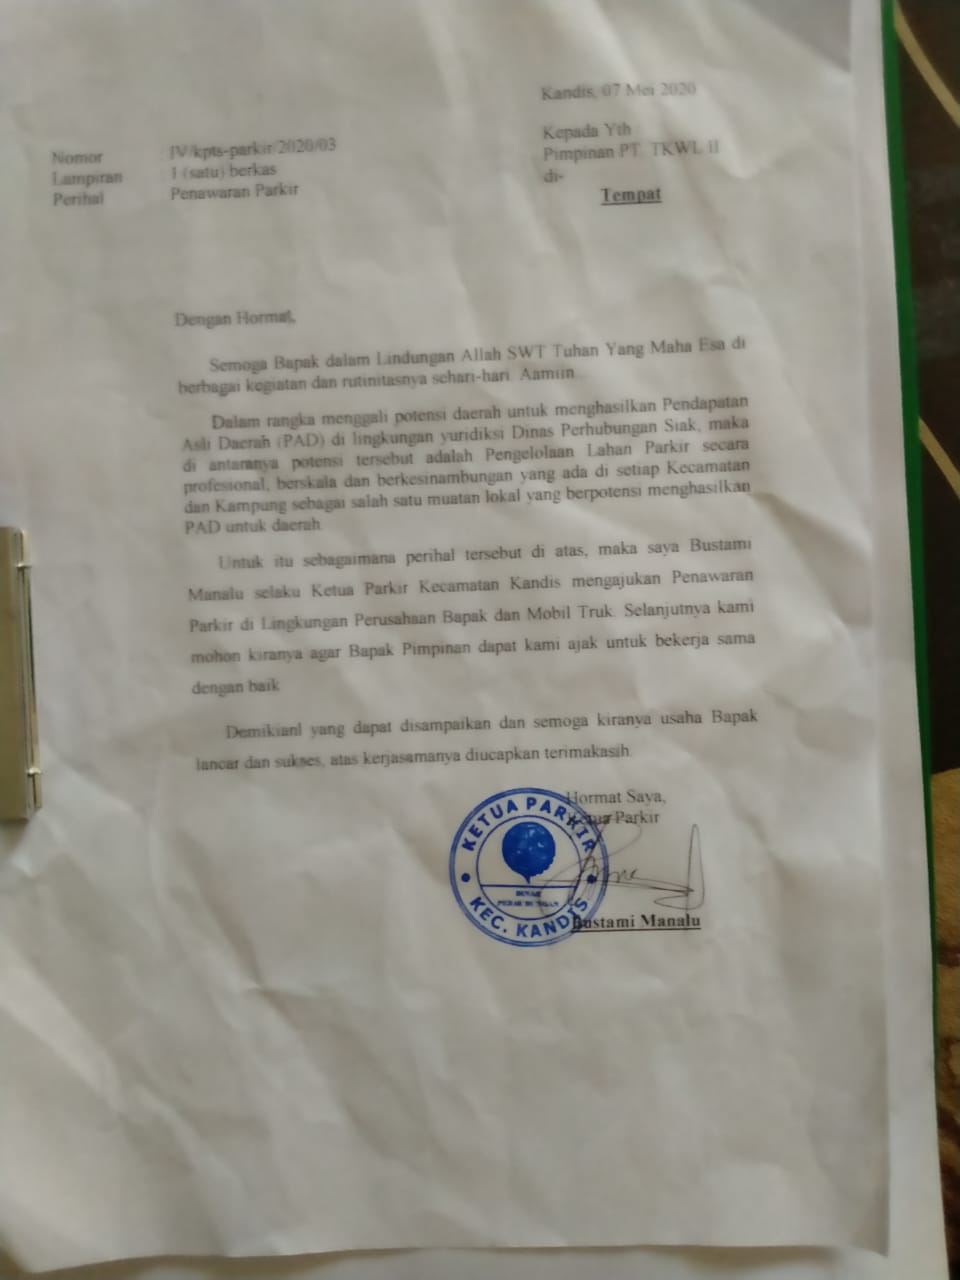 Kandis, 07 Mei 2020
Kepada Yth
Pimpinan PT. TKWL II
di-
Tempat
Nomor : IV/kpts-parkir/2020/03
Lampiran : 1 (satu) berkas
Perihal : Penawaran Parkir
Dengan Hormat,
Semoga Bapak dalam Lindungan Allah SWT Tuhan Yang Maha Esa di
berbagai kegiatan dan rutinitasnya sehari-hari. Aamiin...
Dalam rangka menggali potensi daerah untuk menghasilkan Pendapatan
Asli Daerah (PAD) di lingkungan yuridiksi Dinas Perhubungan Siak, maka
di antaranya potensi tersebut adalah Pengelolaan Lahan Parkir secara
profesional, berskala dan berkesinambungan yang ada di setiap Kecamatan
dan Kampung sebagai salah satu muatan lokal yang berpotensi menghasilkan
PAD untuk daerah.
Untuk itu sebagaimana perihal tersebut di atas, maka saya Bustami
Manalu selaku Ketua Parkir Kecamatan Kandis mengajukan Penawaran
Parkir di Lingkungan Perusahaan Bapak dan Mobil Truk. Selanjutnya kami
mohon kiranya agar Bapak Pimpinan dapat kami ajak untuk bekerja sama
dengan baik.
Demikianl yang dapat disampaikan dan semoga kiranya usaha Bapak
lancar dan sukses, atas kerjasamanya diucapkan terimakasih.
Hormat Saya,
Ketua Parkir
KETUA PARKIR
DINAS
PERHUBUNGAN
KEC. KANDIS
Bustami Manalu